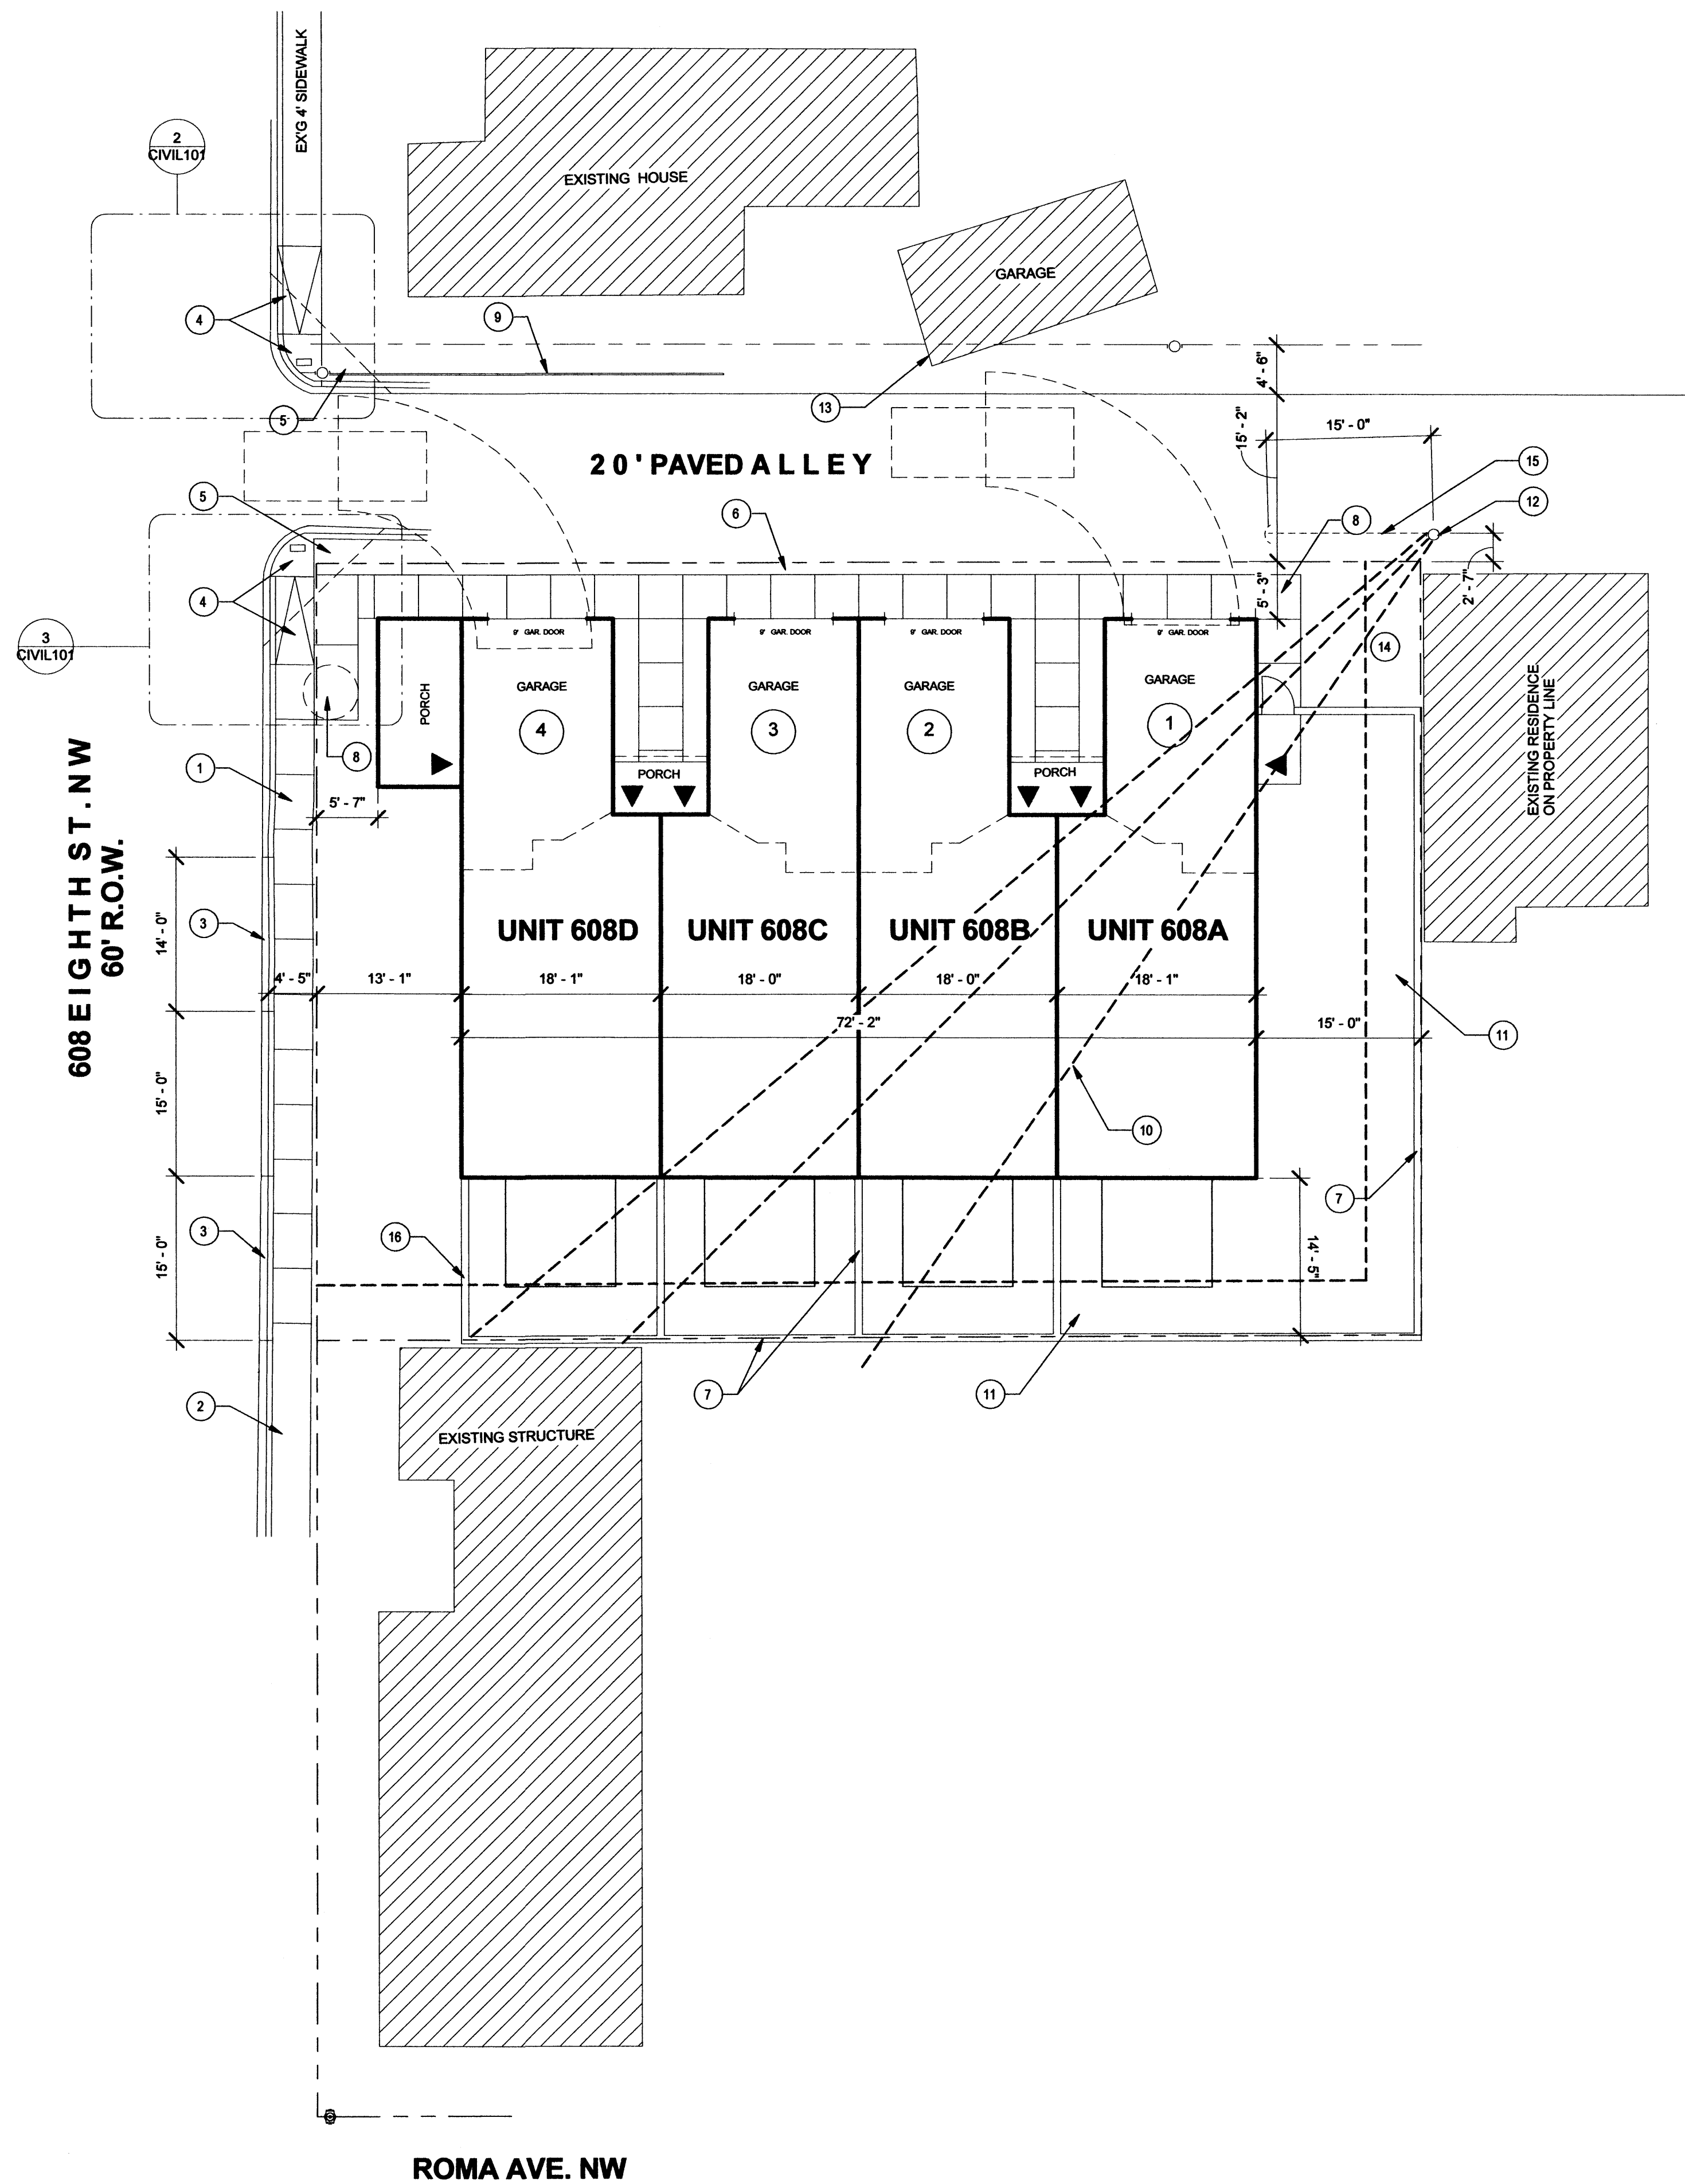 EX'G 4' SIDEWALK
2
CIVIL101
EXISTING HOUSE
GARAGE
4
9
5
13
4' - 6"
15' - 2"
15' - 0"
20' PAVED ALLEY
15
12
5
6
8
4
5' - 3"
2' - 7"
3
CIVIL101
9' GAR. DOOR
9' GAR. DOOR
9' GAR. DOOR
9' GAR. DOOR
14
PORCH
GARAGE
GARAGE
GARAGE
GARAGE
4
3
2
1
EXISTING RESIDENCE
ON PROPERTY LINE
8
1
PORCH
PORCH
5' - 7"
608 EIGHTH ST. NW
60' R.O.W.
14' - 0"
3
UNIT 608D
UNIT 608C
UNIT 608B
UNIT 608A
4' - 5"
13' - 1"
18' - 1"
18' - 0"
18' - 0"
18' - 1"
72' - 2"
15' - 0"
11
15' - 0"
10
7
3
16
15' - 0"
14' - 5"
7
11
2
EXISTING STRUCTURE
ROMA AVE. NW